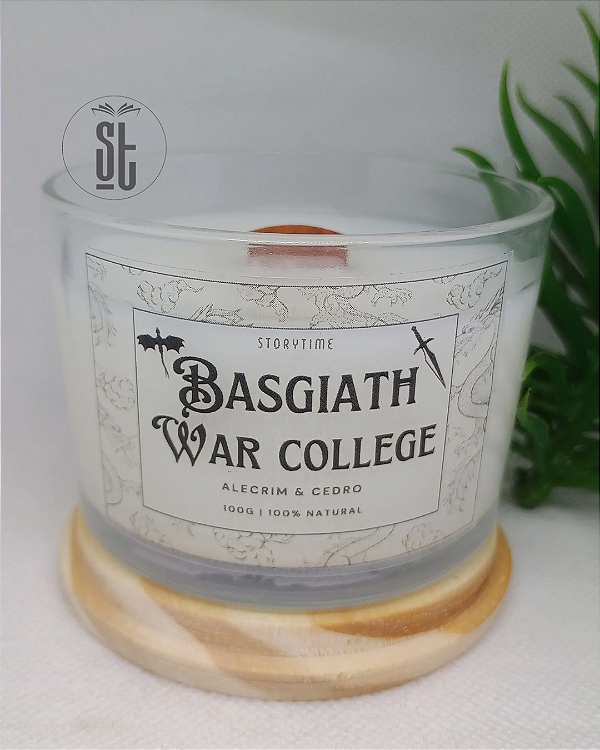 St
STORYTIME
BASGIATH
WAR COLLEGE
ALECRIM & CEDRO
100G | 100% NATURAL